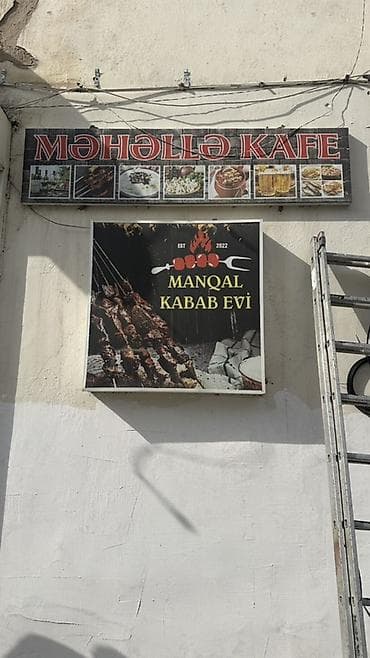 MƏHƏLLƏ KAFE
EST 2022
MANQAL
KABAB EVİ